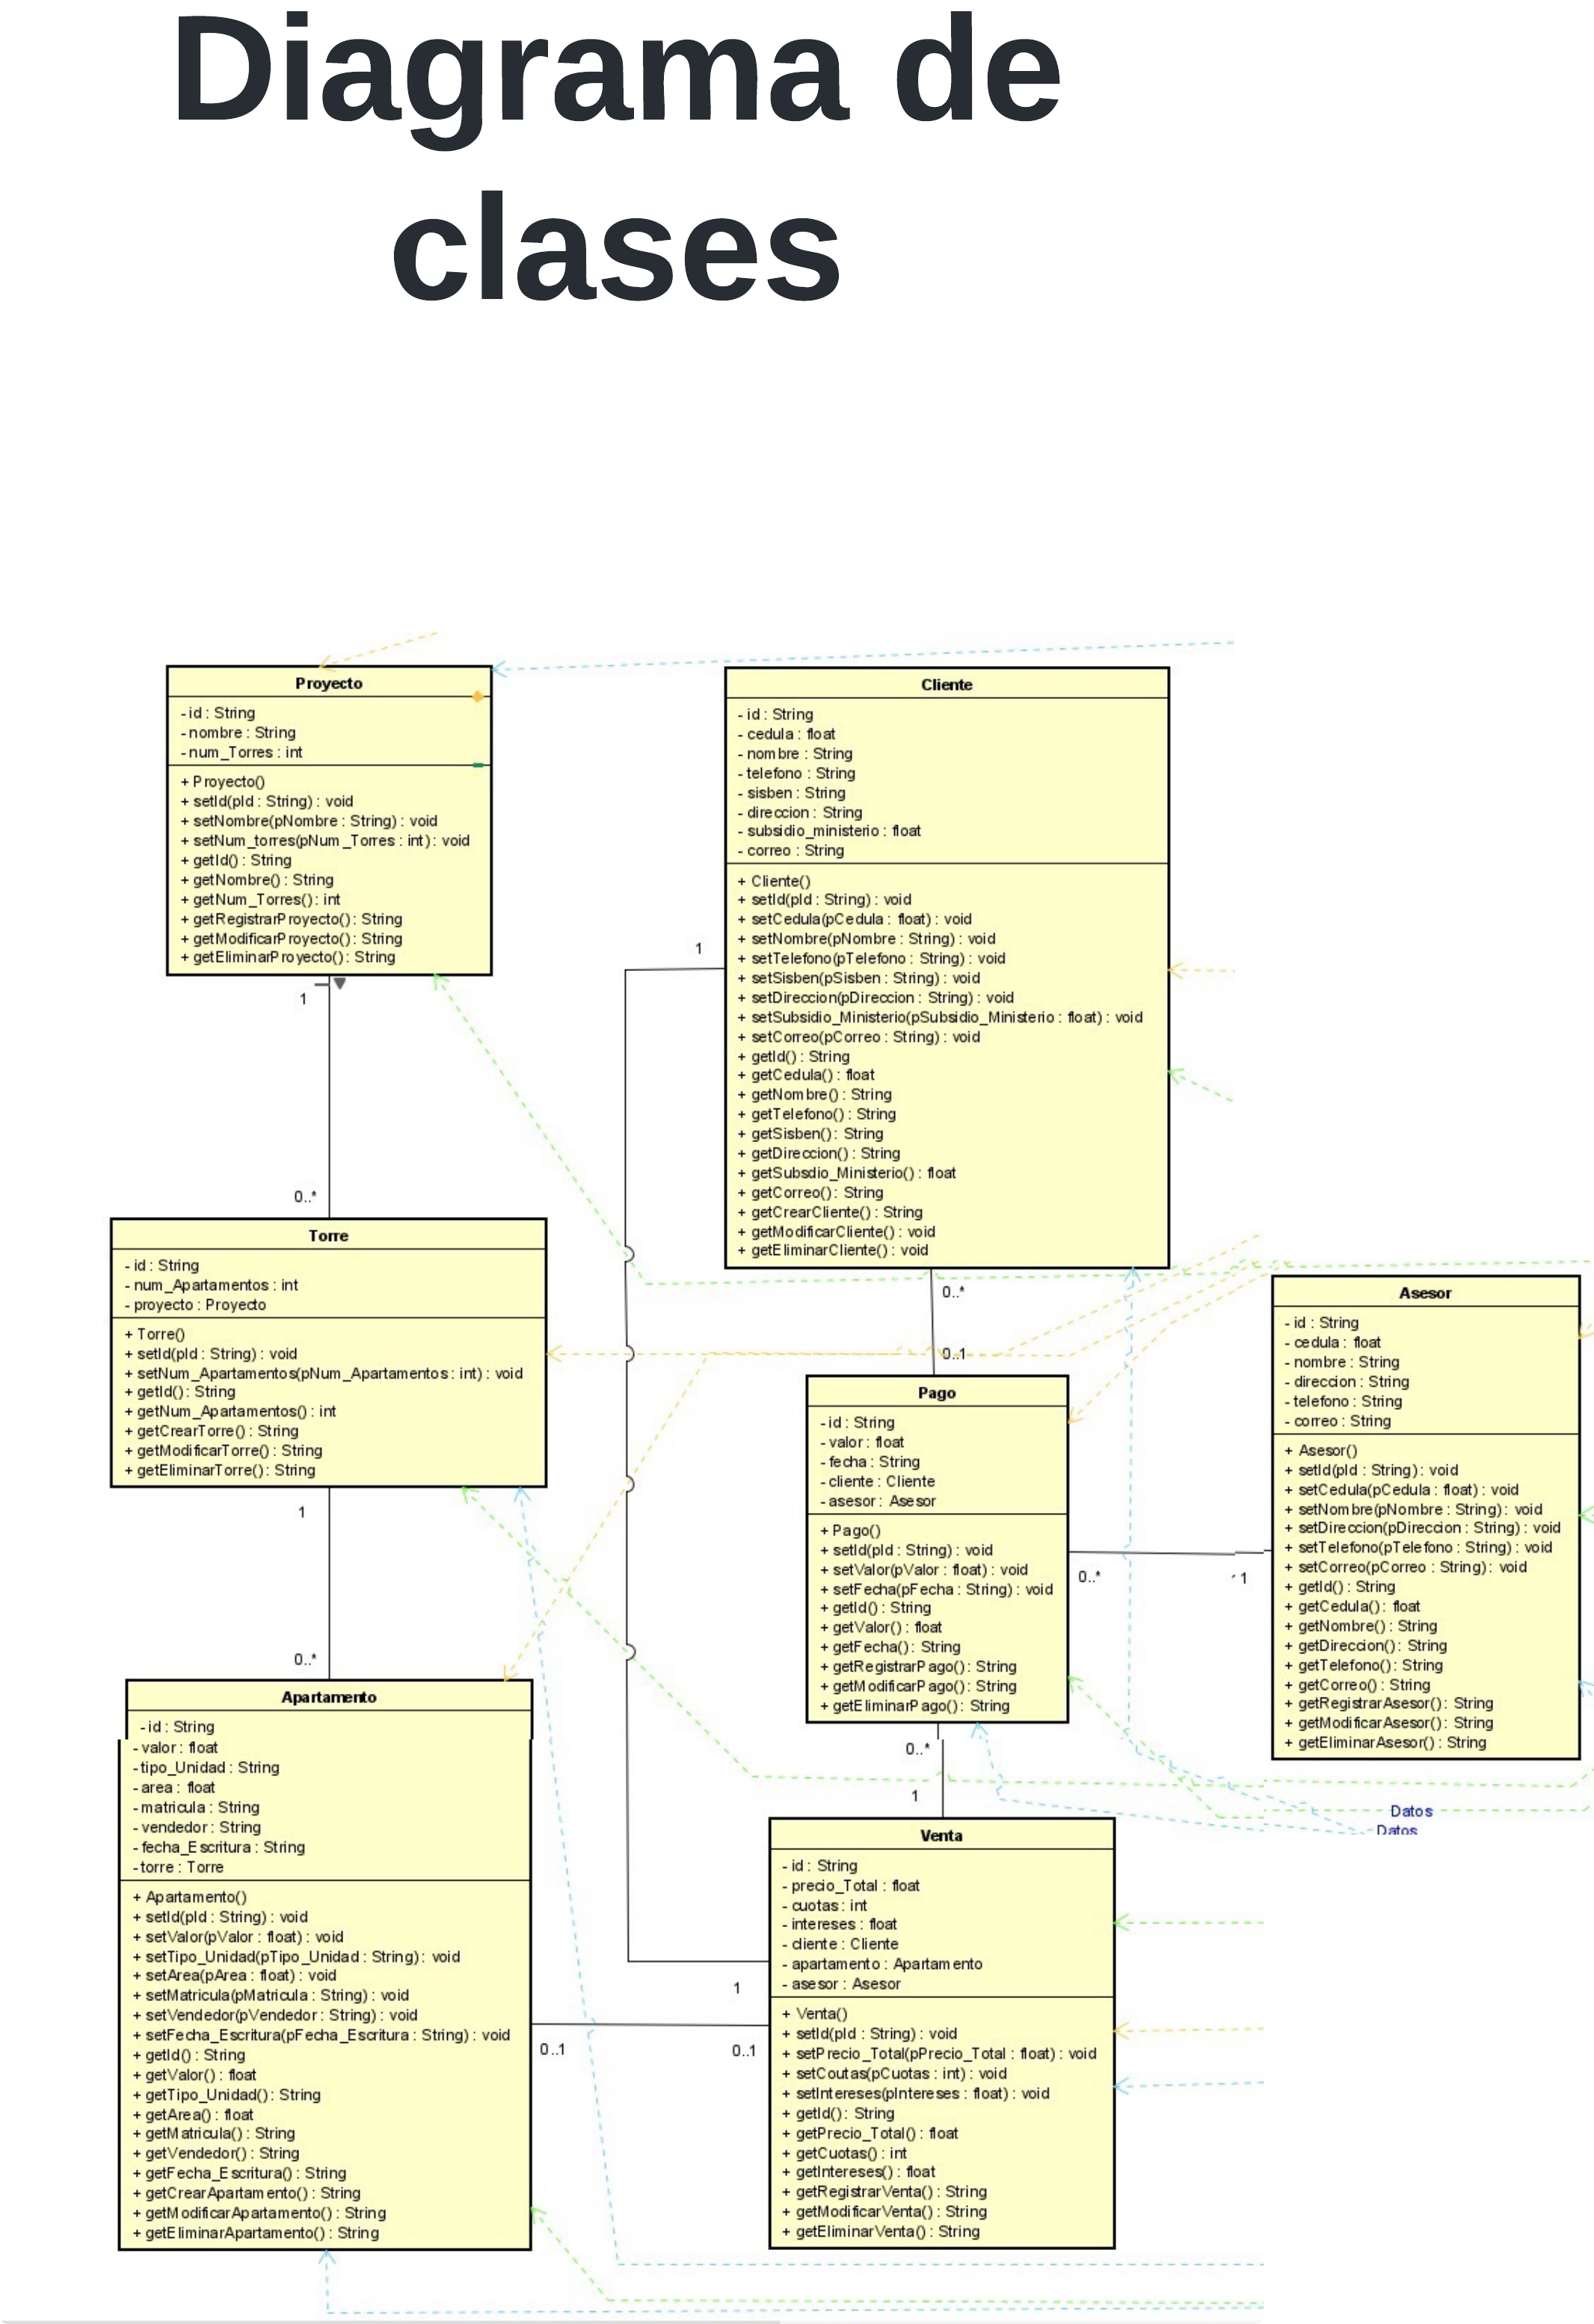 Diagrama de
clases
Proyecto
- id : String
- nombre : String
- num_Torres : int
+ Proyecto()
+ setId(pId : String) : void
+ setNombre(pNombre : String) : void
+ setNum_torres(pNum_Torres : int) : void
+ getId() : String
+ getNombre() : String
+ getNum_Torres() : int
+ getRegistrarProyecto() : String
+ getModificarProyecto() : String
+ getEliminarProyecto() : String
1
0..*
Cliente
- id : String
- cedula : float
- nombre : String
- telefono : String
- sisben : String
- direccion : String
- subsidio_ministerio : float
- correo : String
+ Cliente()
+ setId(pId : String) : void
+ setCedula(pCedula : float) : void
+ setNombre(pNombre : String) : void
+ setTelefono(pTelefono : String) : void
+ setSisben(pSisben : String) : void
+ setDireccion(pDireccion : String) : void
+ setSubsidio_Ministerio(pSubsidio_Ministerio : float) : void
+ setCorreo(pCorreo : String) : void
+ getId() : String
+ getCedula() : float
+ getNombre() : String
+ getTelefono() : String
+ getSisben() : String
+ getDireccion() : String
+ getSubsdio_Ministerio() : float
+ getCorreo() : String
+ getCrearCliente() : String
+ getModificarCliente() : void
+ getEliminarCliente() : void
1
0..*
0..1
Torre
- id : String
- num_Apartamentos : int
- proyecto : Proyecto
+ Torre()
+ setId(pId : String) : void
+ setNum_Apartamentos(pNum_Apartamentos : int) : void
+ getId() : String
+ getNum_Apartamentos() : int
+ getCrearTorre() : String
+ getModificarTorre() : String
+ getEliminarTorre() : String
1
0..*
Pago
- id : String
- valor : float
- fecha : String
- cliente : Cliente
- asesor : Asesor
+ Pago()
+ setId(pId : String) : void
+ setValor(pValor : float) : void
+ setFecha(pFecha : String) : void
+ getId() : String
+ getValor() : float
+ getFecha() : String
+ getRegistrarPago() : String
+ getModificarPago() : String
+ getEliminarPago() : String
0..*
1
0..*
1
Asesor
- id : String
- cedula : float
- nombre : String
- direccion : String
- telefono : String
- correo : String
+ Asesor()
+ setId(pId : String) : void
+ setCedula(pCedula : float) : void
+ setNombre(pNombre : String) : void
+ setDireccion(pDireccion : String) : void
+ setTelefono(pTelefono : String) : void
+ setCorreo(pCorreo : String) : void
+ getId() : String
+ getCedula() : float
+ getNombre() : String
+ getDireccion() : String
+ getTelefono() : String
+ getCorreo() : String
+ getRegistrarAsesor() : String
+ getModificarAsesor() : String
+ getEliminarAsesor() : String
Datos
Datos
Apartamento
- id : String
- valor : float
- tipo_Unidad : String
- area : float
- matricula : String
- vendedor : String
- fecha_Escritura : String
- torre : Torre
+ Apartamento()
+ setId(pId : String) : void
+ setValor(pValor : float) : void
+ setTipo_Unidad(pTipo_Unidad : String) : void
+ setArea(pArea : float) : void
+ setMatricula(pMatricula : String) : void
+ setVendedor(pVendedor : String) : void
+ setFecha_Escritura(pFecha_Escritura : String) : void
+ getId() : String
+ getValor() : float
+ getTipo_Unidad() : String
+ getArea() : float
+ getMatricula() : String
+ getVendedor() : String
+ getFecha_Escritura() : String
+ getCrearApartamento() : String
+ getModificarApartamento() : String
+ getEliminarApartamento() : String
0..1
0..1
1
Venta
- id : String
- precio_Total : float
- cuotas : int
- intereses : float
- cliente : Cliente
- apartamento : Apartamento
- asesor : Asesor
+ Venta()
+ setId(pId : String) : void
+ setPrecio_Total(pPrecio_Total : float) : void
+ setCoutas(pCuotas : int) : void
+ setIntereses(pIntereses : float) : void
+ getId() : String
+ getPrecio_Total() : float
+ getCuotas() : int
+ getIntereses() : float
+ getRegistrarVenta() : String
+ getModificarVenta() : String
+ getEliminarVenta() : String